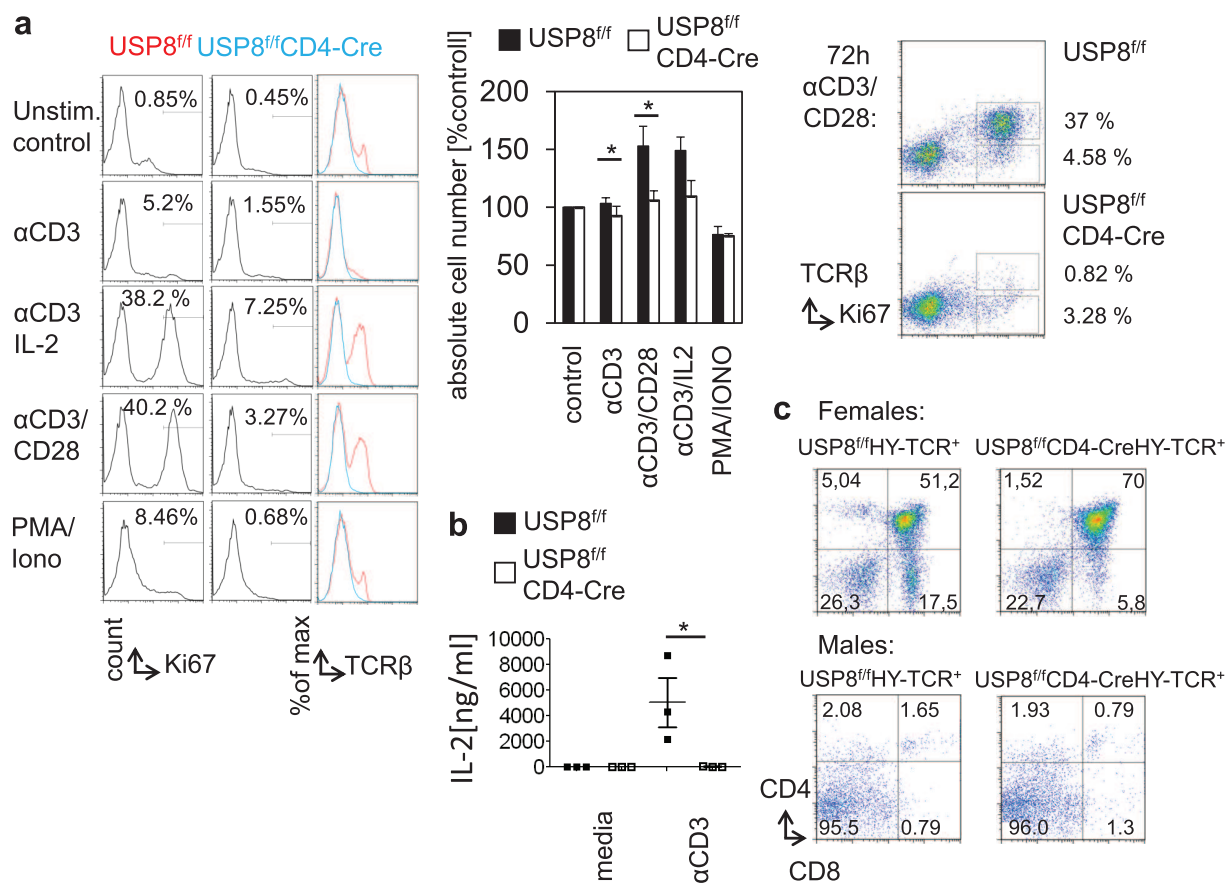 a
USP8f/f USP8f/fCD4-Cre
Unstim.
control
0.85%
0.45%
αCD3
5.2%
1.55%
αCD3
IL-2
38.2 %
7.25%
αCD3/
CD28
40.2 %
3.27%
PMA/
Iono
8.46%
0.68%
count
Ki67
%of max
TCRβ
USP8f/f
USP8f/f
CD4-Cre
absolute cell number [%controll]
200
150
100
50
0
*
*
control
αCD3
αCD3/CD28
αCD3/IL2
PMA/IONO
72h
αCD3/
CD28:
USP8f/f
37 %
4.58 %
USP8f/f
CD4-Cre
0.82 %
3.28 %
TCRβ
Ki67
b
USP8f/f
USP8f/f
CD4-Cre
IL-2[ng/ml]
10000
8000
6000
4000
2000
0
*
media
αCD3
c
Females:
USP8f/fHY-TCR+
5,04
51,2
26,3
17,5
USP8f/fCD4-CreHY-TCR+
1,52
70
22,7
5.8
Males:
USP8f/fHY-TCR+
2.08
1.65
95.5
0.79
USP8f/fCD4-CreHY-TCR+
1.93
0.79
96.0
1.3
CD4
CD8